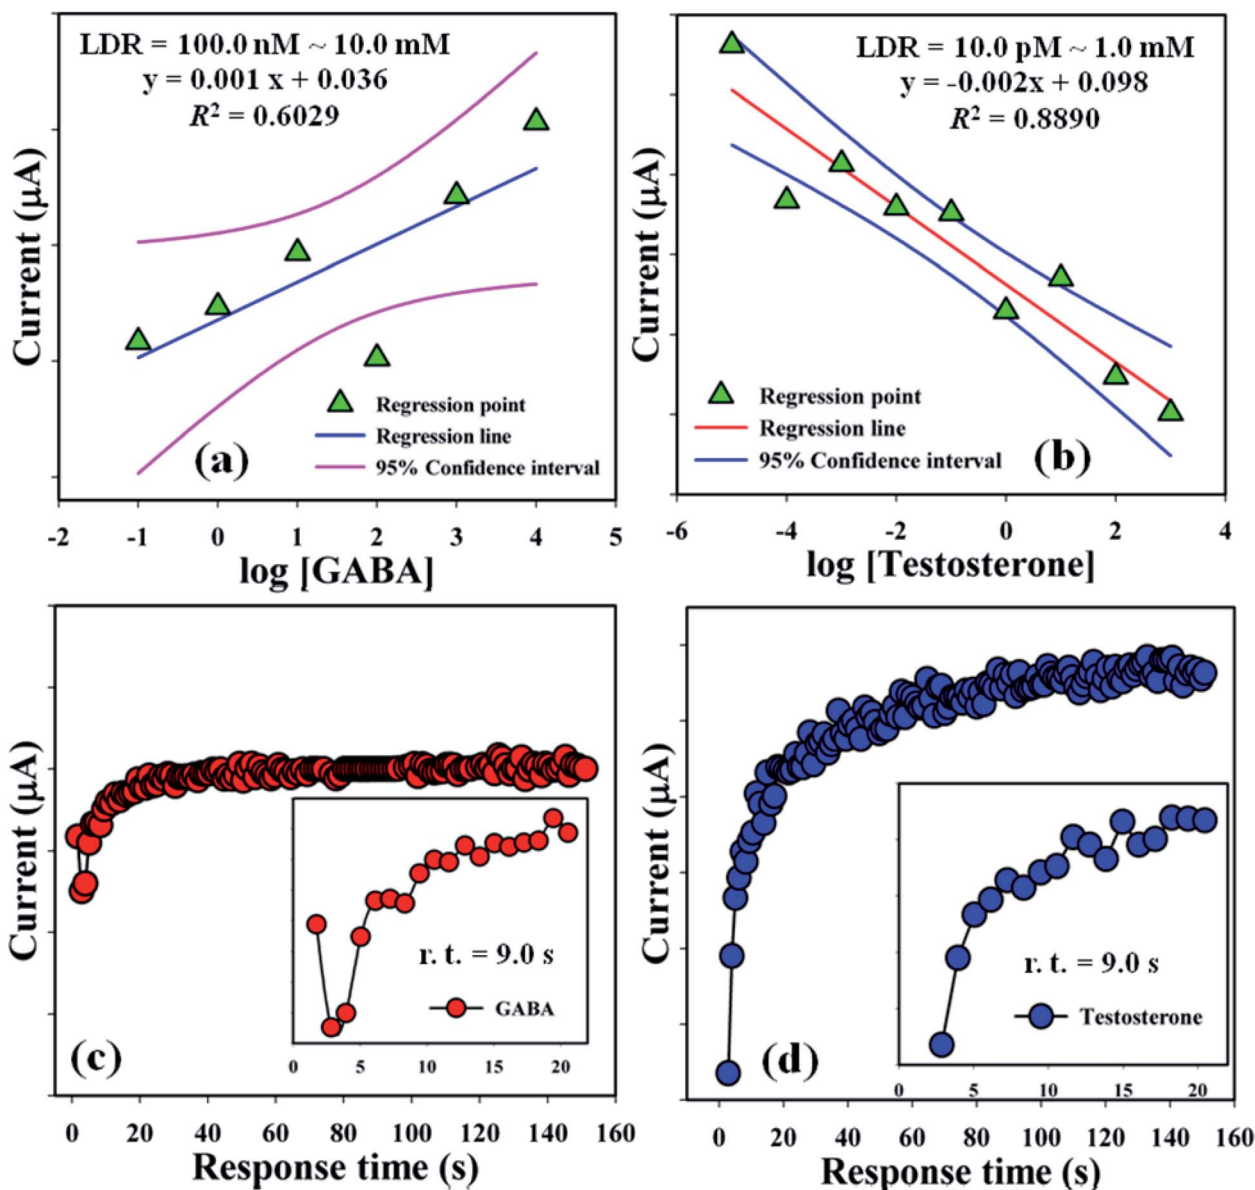 LDR = 100.0 nM ~ 10.0 mM
y = 0.001 x + 0.036
R² = 0.6029
Current (µA)
Regression point
Regression line
95% Confidence interval
(a)
-2 -1 0 1 2 3 4 5
log [GABA]
LDR = 10.0 pM ~ 1.0 mM
y = -0.002x + 0.098
R² = 0.8890
Current (µA)
Regression point
Regression line
95% Confidence interval
(b)
-6 -4 -2 0 2 4
log [Testosterone]
Current (µA)
r. t. = 9.0 s
GABA
0 5 10 15 20
(c)
0 20 40 60 80 100 120 140 160
Response time (s)
Current (µA)
r. t. = 9.0 s
Testosterone
0 5 10 15 20
(d)
0 20 40 60 80 100 120 140 160
Response time (s)